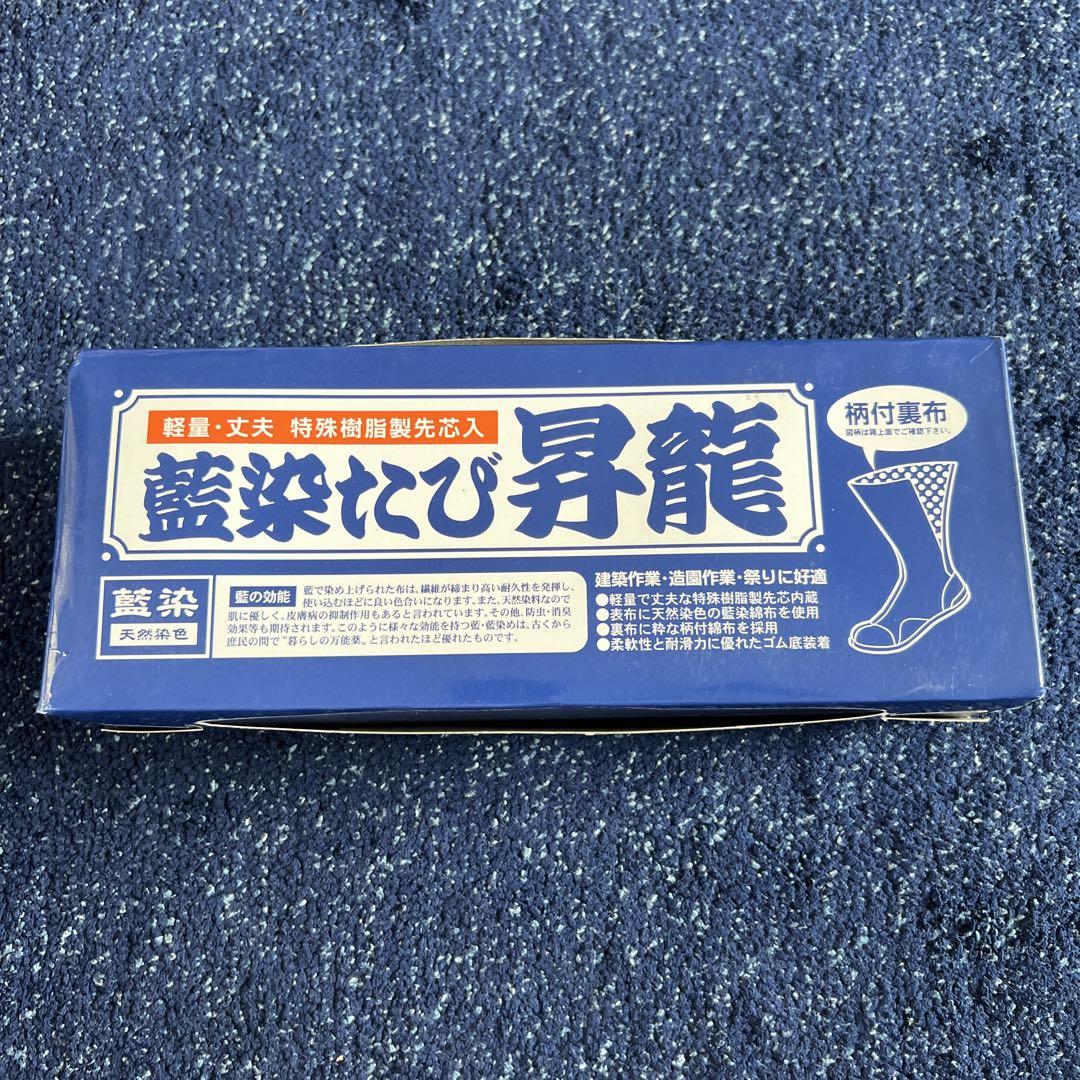 軽量・丈夫 特殊樹脂製先芯入
藍染たび昇龍
柄付裏布
図柄は箱上面でご確認下さい。
藍染
天然染色
藍の効能
藍で染め上げられた布は、繊維が締まり高い耐久性を発揮し、
使い込むほどに良い色合いになります。また、天然染料なので
肌に優しく、皮膚病の抑制作用もあると言われています。その他、防虫・消臭
効果等も期待されます。このように様々な効能を持つ藍・藍染めは、古くから
庶民の間で〝暮らしの万能薬〟と言われたほど優れたものです。
建築作業・造園作業・祭りに好適
●軽量で丈夫な特殊樹脂製先芯内蔵
●表布に天然染色の藍染綿布を使用
●裏布に粋な柄付綿布を採用
●柔軟性と耐滑力に優れたゴム底装着